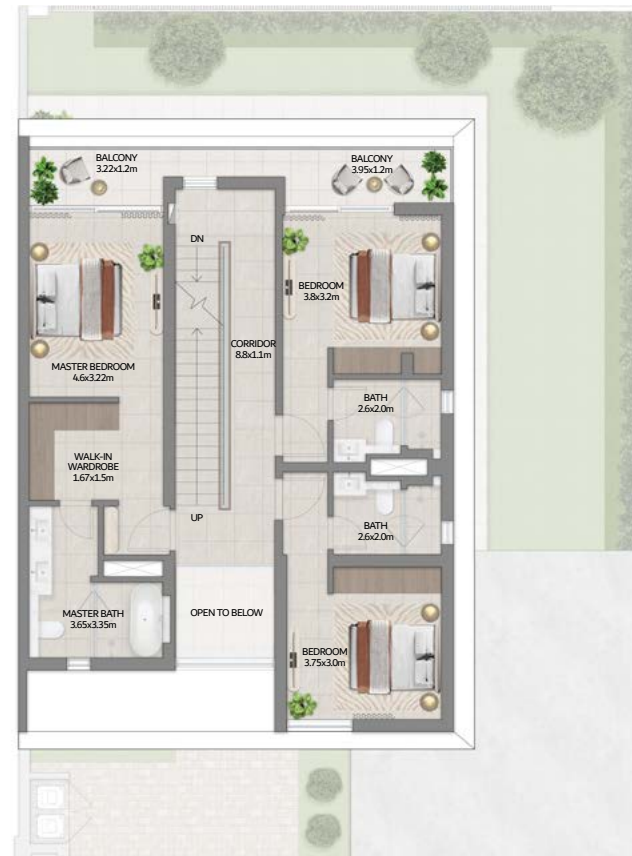 BALCONY
3.22x1.2m
BALCONY
3.95x1.2m
DN
BEDROOM
3.8x3.2m
CORRIDOR
8.8x1.1m
MASTER BEDROOM
4.6x3.22m
BATH
2.6x2.0m
WALK-IN
WARDROBE
1.67x1.5m
UP
BATH
2.6x2.0m
MASTER BATH
3.65x3.35m
OPEN TO BELOW
BEDROOM
3.75x3.0m